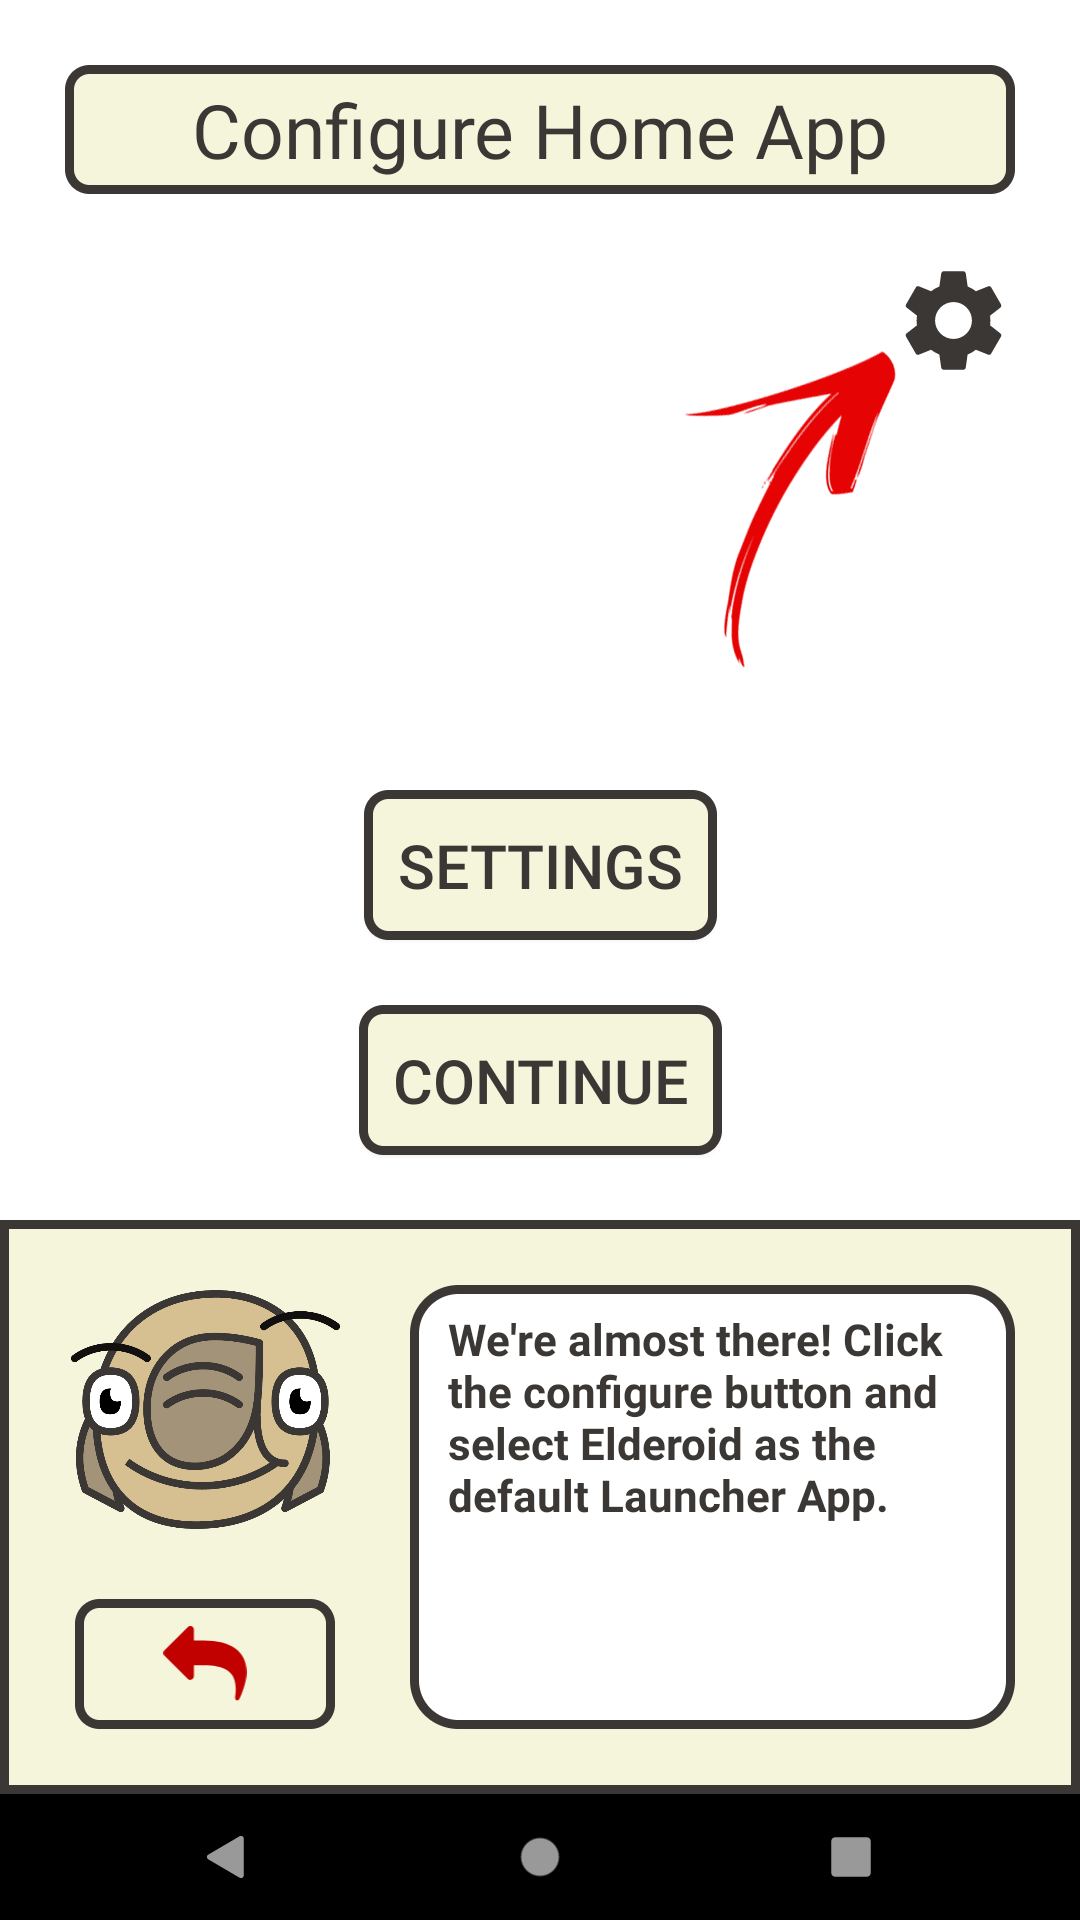 Configure Home App
SETTINGS
CONTINUE
We're almost there! Click
the configure button and
select Elderoid as the
default Launcher App.